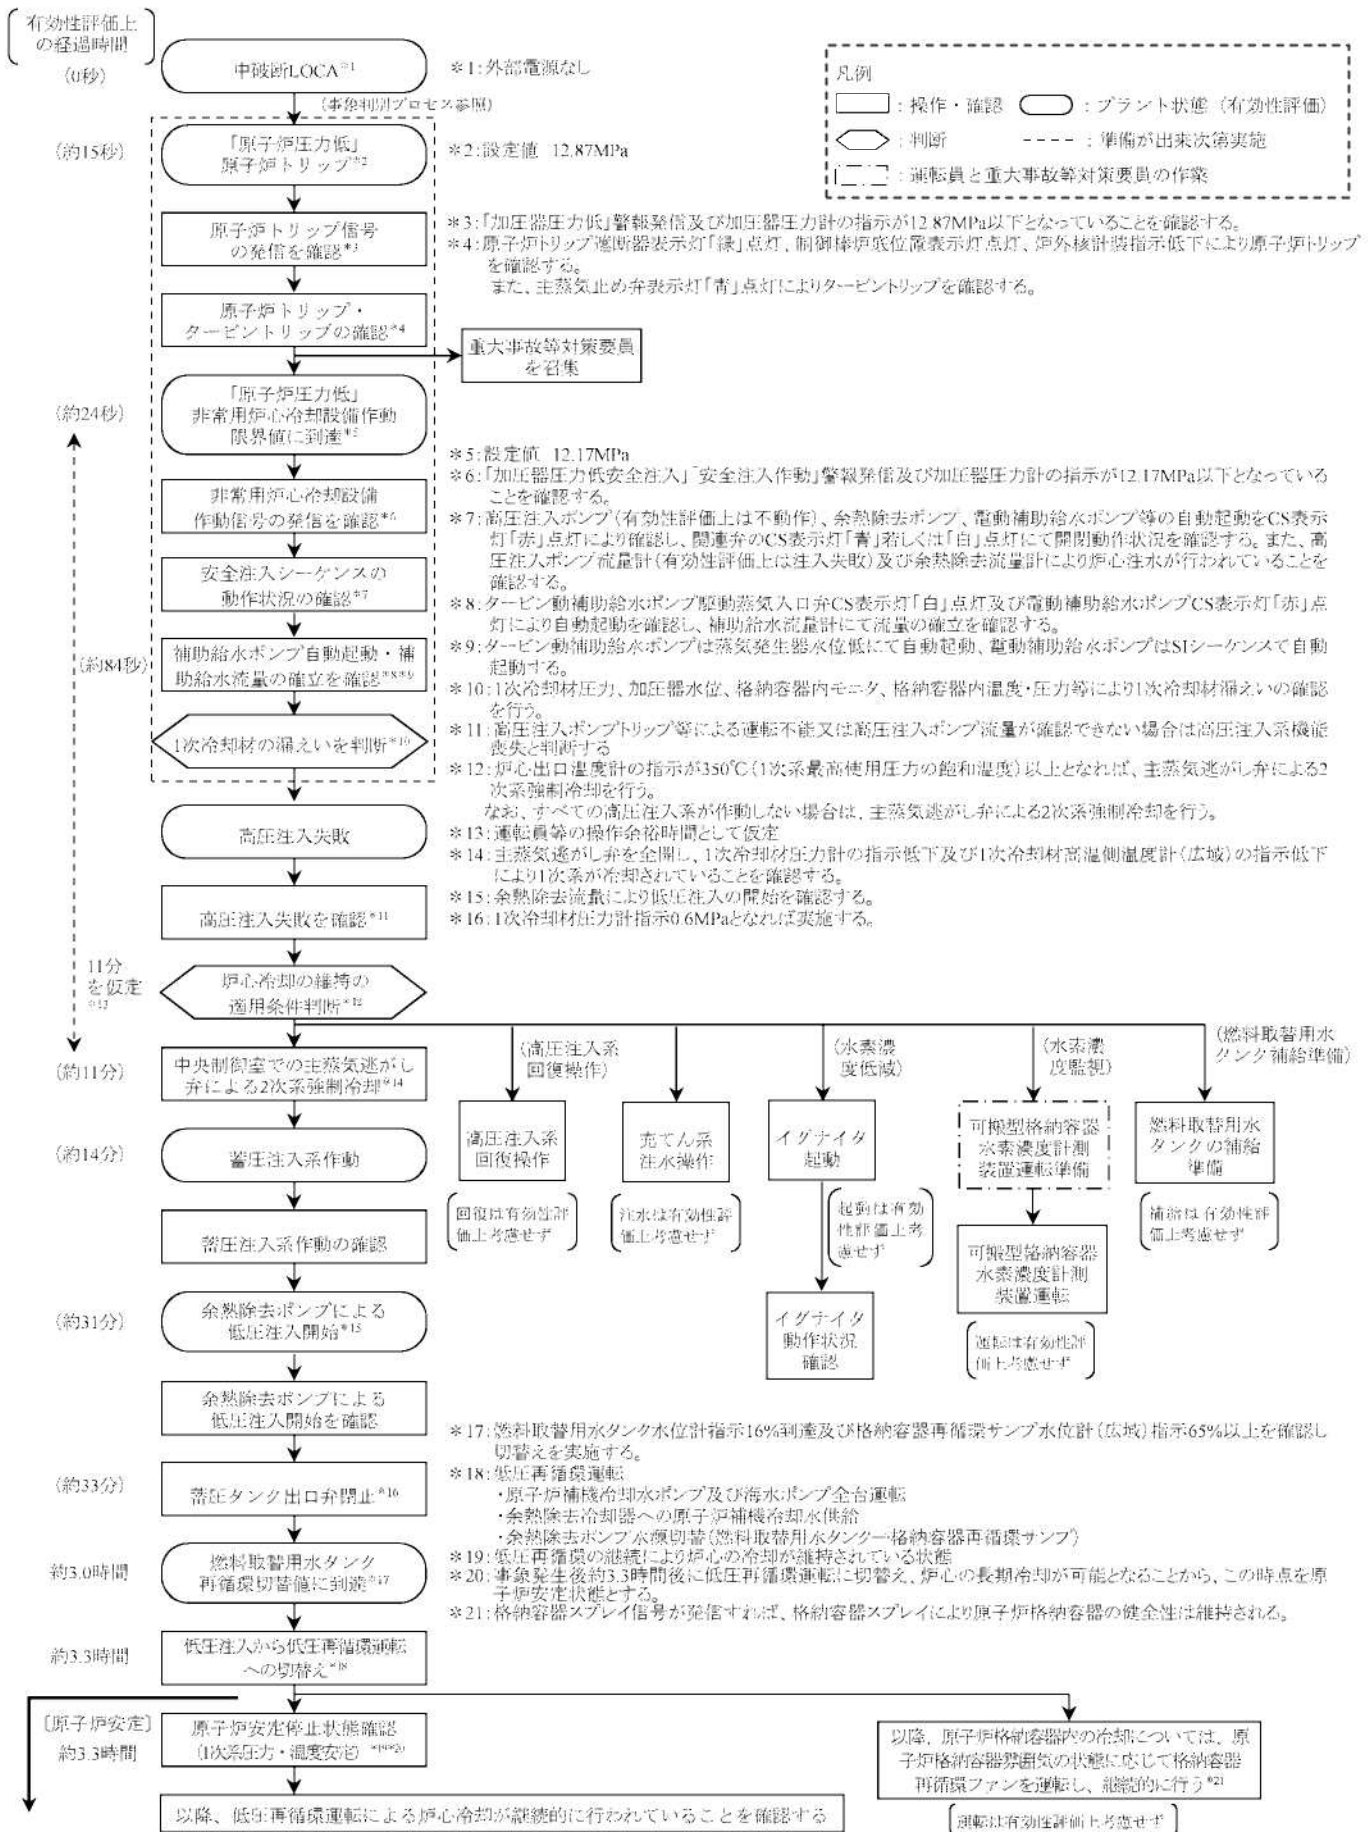 有効性評価上
の経過時間
(0秒)
中破断LOCA*1
*1:外部電源なし
(事象判別プロセス参照)
凡例
:操作・確認
:プラント状態(有効性評価)
:判断
:準備が出来次第実施
:運転員と重大事故等対策要員の作業
(約15秒)
「原子炉圧力低」
原子炉トリップ*2
*2:設定値 12.87MPa
原子炉トリップ信号
の発信を確認*3
*3:「加圧器圧力低」警報発信及び加圧器圧力計の指示が12.87MPa以下となっていることを確認する。
*4:原子炉トリップ遮断器表示灯「緑」点灯、制御棒炉底位置表示灯点灯、炉外核計装指示低下により原子炉トリップ
を確認する。
また、主蒸気止め弁表示灯「青」点灯によりタービントリップを確認する。
原子炉トリップ・
タービントリップの確認*4
重大事故等対策要員
を召集
(約24秒)
「原子炉圧力低」
非常用炉心冷却設備作動
限界値に到達*5
*5:設定値 12.17MPa
*6:「加圧器圧力低安全注入」「安全注入作動」警報発信及び加圧器圧力計の指示が12.17MPa以下となっている
ことを確認する。
*7:高圧注入ポンプ(有効性評価上は不動作)、余熱除去ポンプ、電動補助給水ポンプ等の自動起動をCS表示
灯「赤」点灯により確認し、関連弁のCS表示灯「青」若しくは「白」点灯にて開閉動作状況を確認する。また、高
圧注入ポンプ流量計(有効性評価上は注入失敗)及び余熱除去流量計により炉心注水が行われていることを
確認する。
*8:タービン動補助給水ポンプ駆動蒸気入口弁CS表示灯「白」点灯及び電動補助給水ポンプCS表示灯「赤」点
灯により自動起動を確認し、補助給水流量計にて流量の確立を確認する。
*9:タービン動補助給水ポンプは蒸気発生器水位低にて自動起動、電動補助給水ポンプはSIシーケンスで自動
起動する。
*10:1次冷却材圧力、加圧器水位、格納容器内モニタ、格納容器内温度・圧力等により1次冷却材漏えいの確認
を行う。
*11:高圧注入ポンプトリップ等による運転不能又は高圧注入ポンプ流量が確認できない場合は高圧注入系機能
喪失と判断する
*12:炉心出口温度計の指示が350℃(1次系最高使用圧力の飽和温度)以上となれば、主蒸気逃がし弁による2
次系強制冷却を行う。
なお、すべての高圧注入系が作動しない場合は、主蒸気逃がし弁による2次系強制冷却を行う。
*13:運転員等の操作余裕時間として仮定
*14:主蒸気逃がし弁を全開し、1次冷却材圧力計の指示低下及び1次冷却材高温側温度計(広域)の指示低下
により1次系が冷却されていることを確認する。
*15:余熱除去流量により低圧注入の開始を確認する。
*16:1次冷却材圧力計指示0.6MPaとなれば実施する。
非常用炉心冷却設備
作動信号の発信を確認*6
安全注入シーケンスの
動作状況の確認*7
(約84秒)
補助給水ポンプ自動起動・補
助給水流量の確立を確認*8*9
1次冷却材の漏えいを判断*10
高圧注入失敗
高圧注入失敗を確認*11
11分
を仮定
*13
炉心冷却の維持の
適用条件判断*12
(約11分)
中央制御室での主蒸気逃がし
弁による2次系強制冷却*14
(高圧注入系
回復操作)
(水素濃
度低減)
(水素濃
度監視)
(燃料取替用水
タンク補給準備)
高圧注入系
回復操作
充てん系
注水操作
イグナイタ
起動
可搬型格納容器
水素濃度計測
装置運転準備
燃料取替用水
タンクの補給
準備
(約14分)
蓄圧注入系作動
回復は有効性評
価上考慮せず
注水は有効性評
価上考慮せず
起動は有効
性評価上考
慮せず
補給は有効性評
価上考慮せず
蓄圧注入系作動の確認
可搬型格納容器
水素濃度計測
装置運転
(約31分)
余熱除去ポンプによる
低圧注入開始*15
イグナイタ
動作状況
確認
運転は有効性評
価上考慮せず
余熱除去ポンプによる
低圧注入開始を確認
*17:燃料取替用水タンク水位計指示16%到達及び格納容器再循環サンプ水位計(広域)指示65%以上を確認し
切替えを実施する。
*18:低圧再循環運転
・原子炉補機冷却水ポンプ及び海水ポンプ全台運転
・余熱除去冷却器への原子炉補機冷却水供給
・余熱除去ポンプ水源切替(燃料取替用水タンク→格納容器再循環サンプ)
*19:低圧再循環の継続により炉心の冷却が維持されている状態
*20:事象発生後約3.3時間後に低圧再循環運転に切替え、炉心の長期冷却が可能となることから、この時点を原
子炉安定状態とする。
*21:格納容器スプレイ信号が発信すれば、格納容器スプレイにより原子炉格納容器の健全性は維持される。
(約33分)
蓄圧タンク出口弁閉止*16
約3.0時間
燃料取替用水タンク
再循環切替値に到達*17
約3.3時間
低圧注入から低圧再循環運転
への切替え*18
〔原子炉安定〕
約3.3時間
原子炉安定停止状態確認
(1次系圧力・温度安定)*19*20
以降、原子炉格納容器内の冷却については、原
子炉格納容器雰囲気の状態に応じて格納容器
再循環ファンを運転し、継続的に行う*21
以降、低圧再循環運転による炉心冷却が継続的に行われていることを確認する
運転は有効性評価上考慮せず